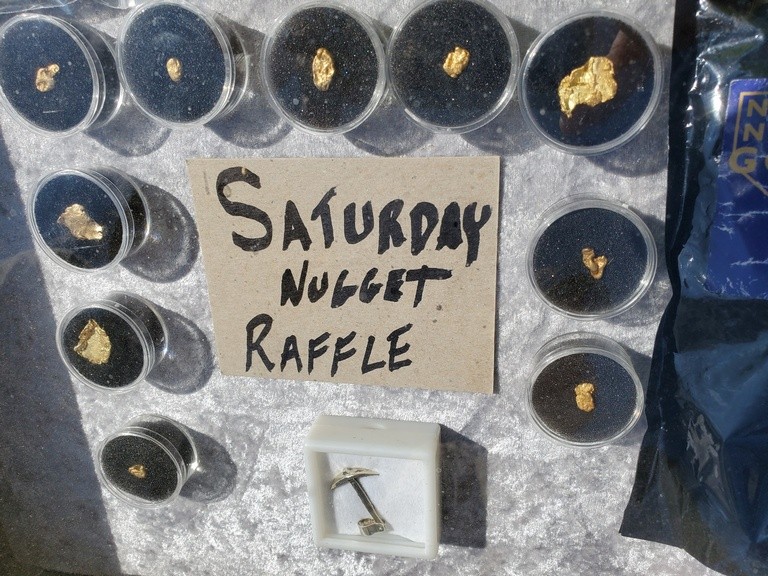 SATURDAY
NUGGET
RAFFLE
N
N
G